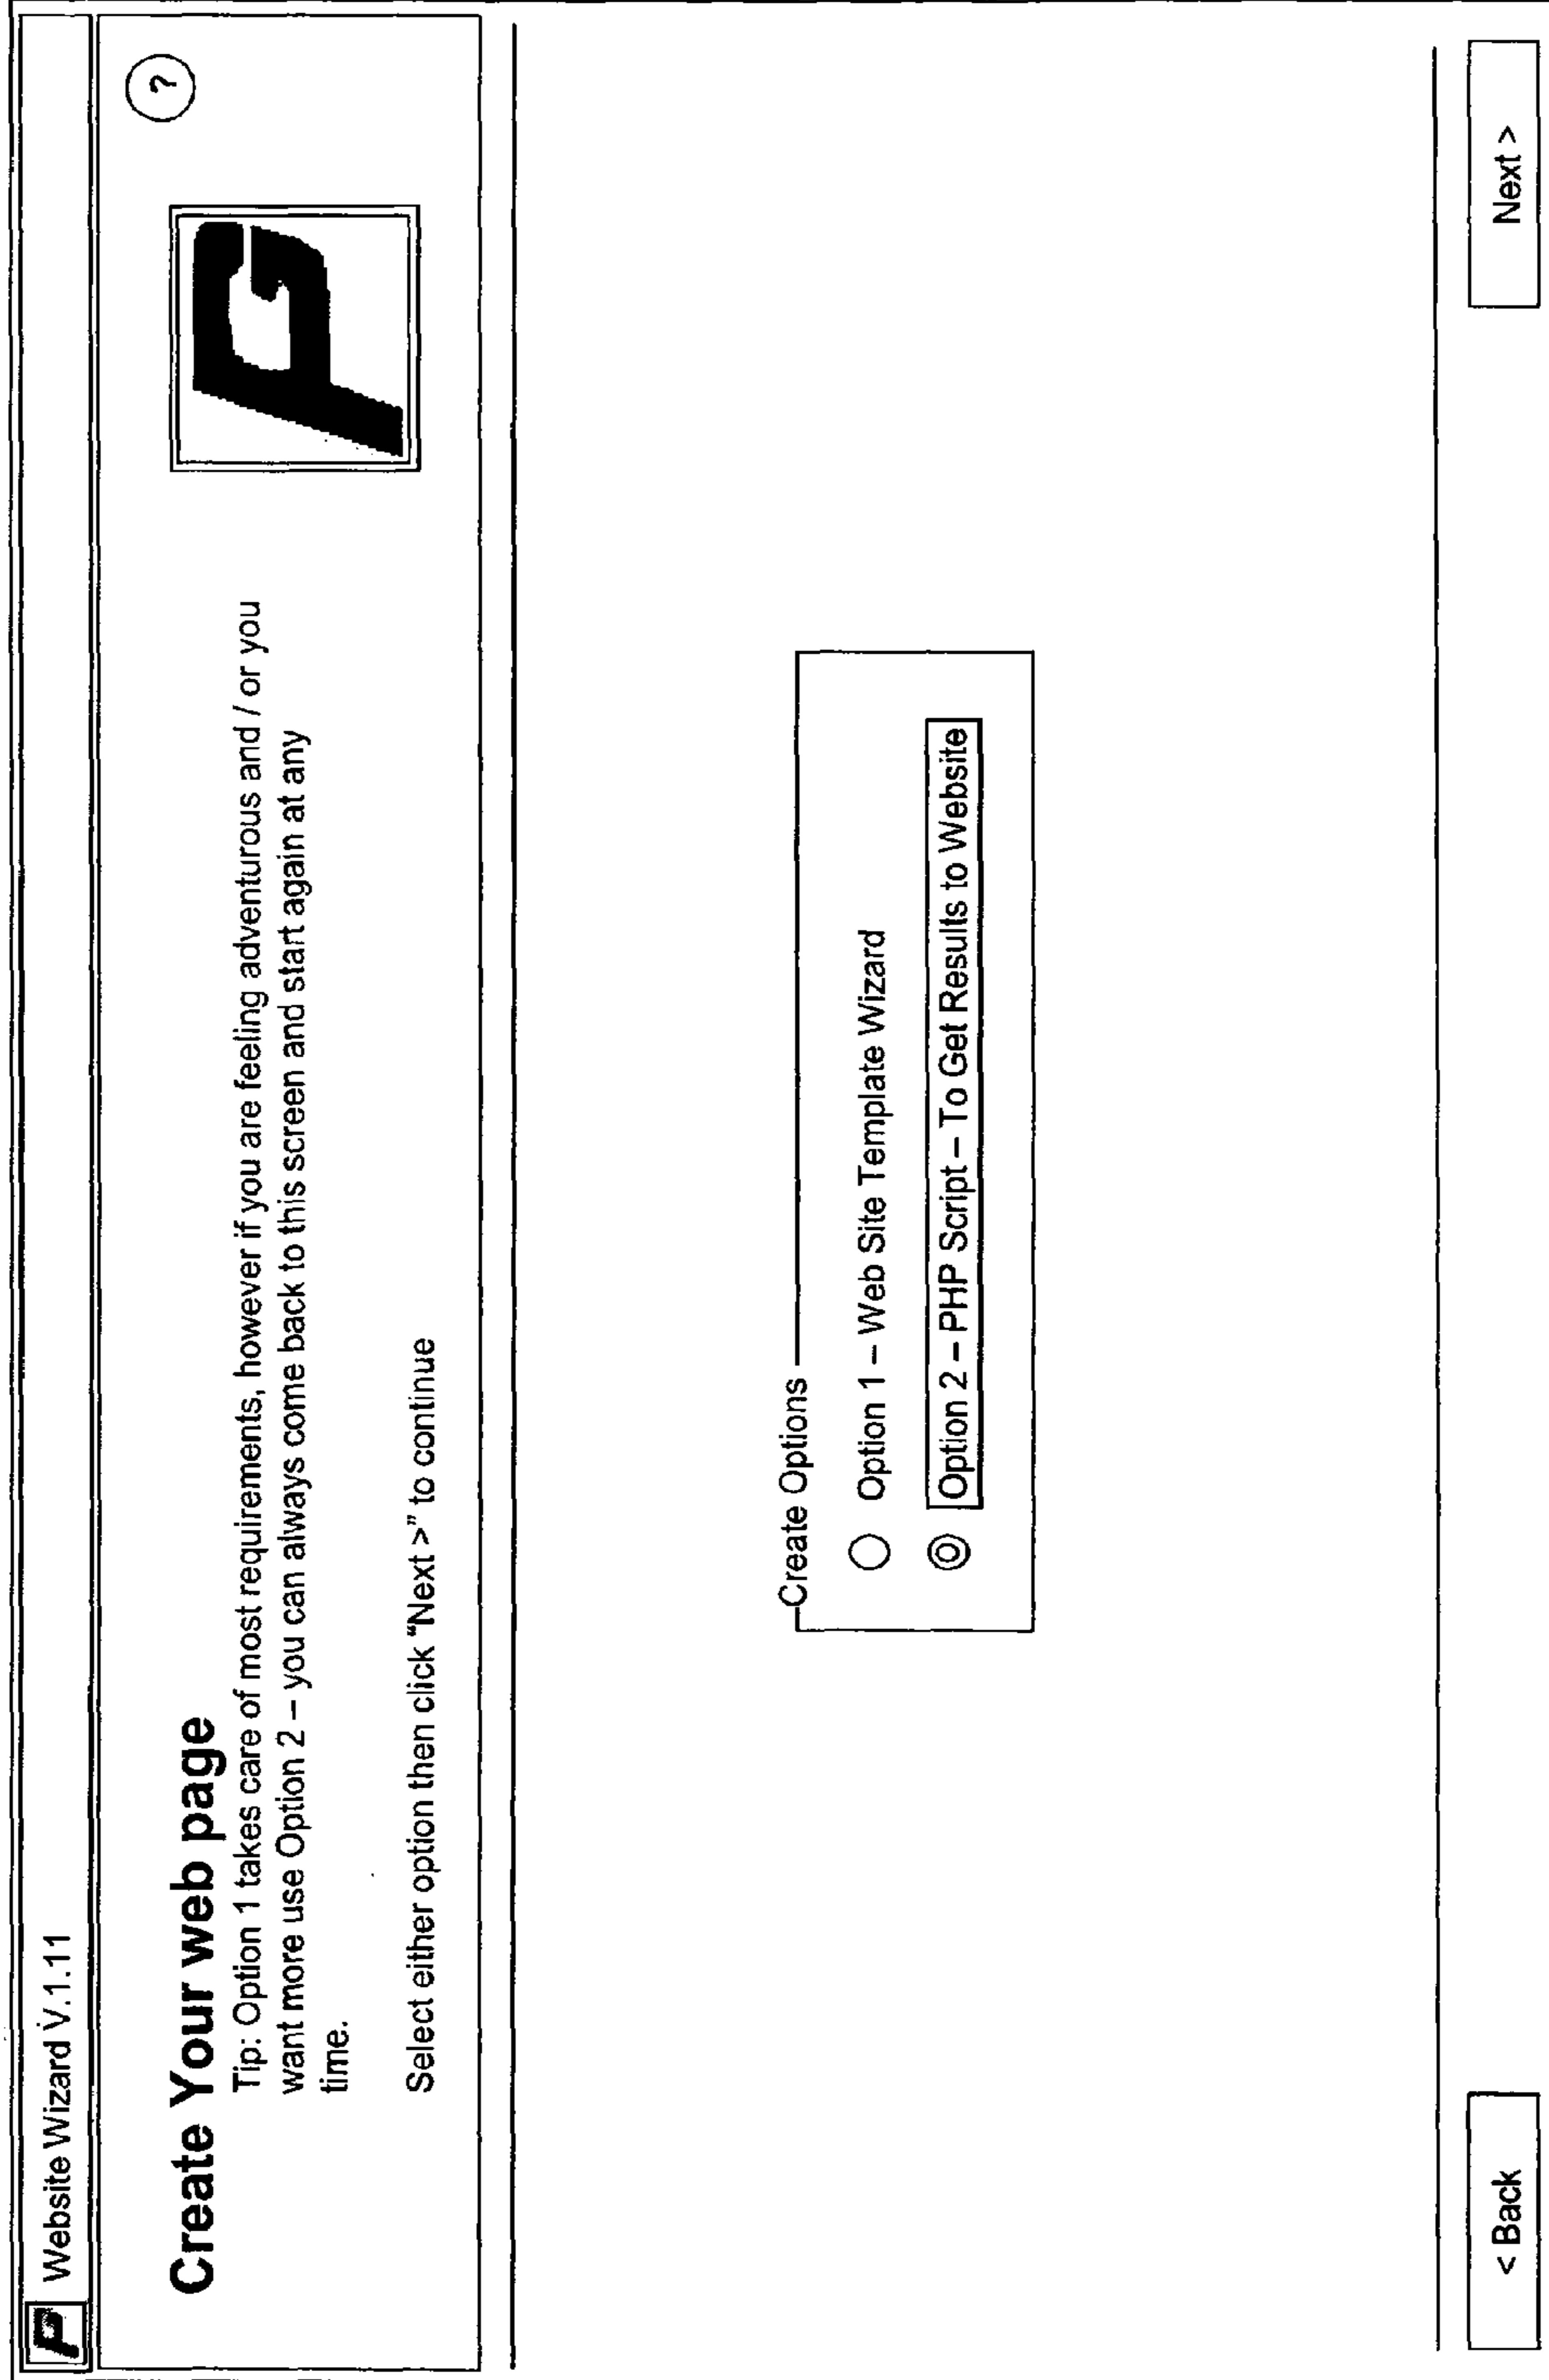 Website Wizard V.1.11
?
Create Your web page
Tip: Option 1 takes care of most requirements, however if you are feeling adventurous and / or you
want more use Option 2 – you can always come back to this screen and start again at any
time.
Select either option then click “Next >” to continue
Create Options
Option 1 – Web Site Template Wizard
Option 2 – PHP Script – To Get Results to Website
< Back
Next >